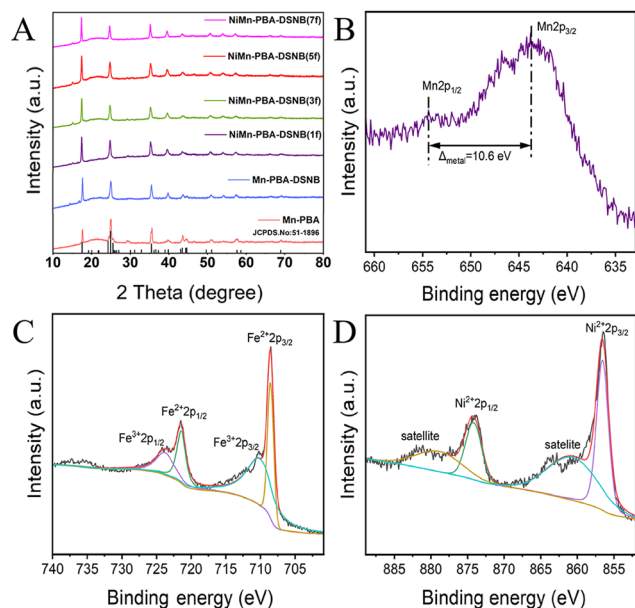 A
NiMn-PBA-DSNB(7f)
NiMn-PBA-DSNB(5f)
NiMn-PBA-DSNB(3f)
NiMn-PBA-DSNB(1f)
Mn-PBA-DSNB
Mn-PBA
JCPDS.No:51-1896
Intensity (a.u.)
10 20 30 40 50 60 70 80
2 Theta (degree)
B
Mn2p3/2
Mn2p1/2
Δmetal=10.6 eV
Intensity (a.u.)
660 655 650 645 640 635
Binding energy (eV)
C
Fe2+2p3/2
Fe2+2p1/2
Fe3+2p1/2
Fe3+2p3/2
Intensity (a.u.)
740 735 730 725 720 715 710 705
Binding energy (eV)
D
Ni2+2p3/2
Ni2+2p1/2
satellite
satelite
Intensity (a.u.)
885 880 875 870 865 860 855
Binding energy (eV)